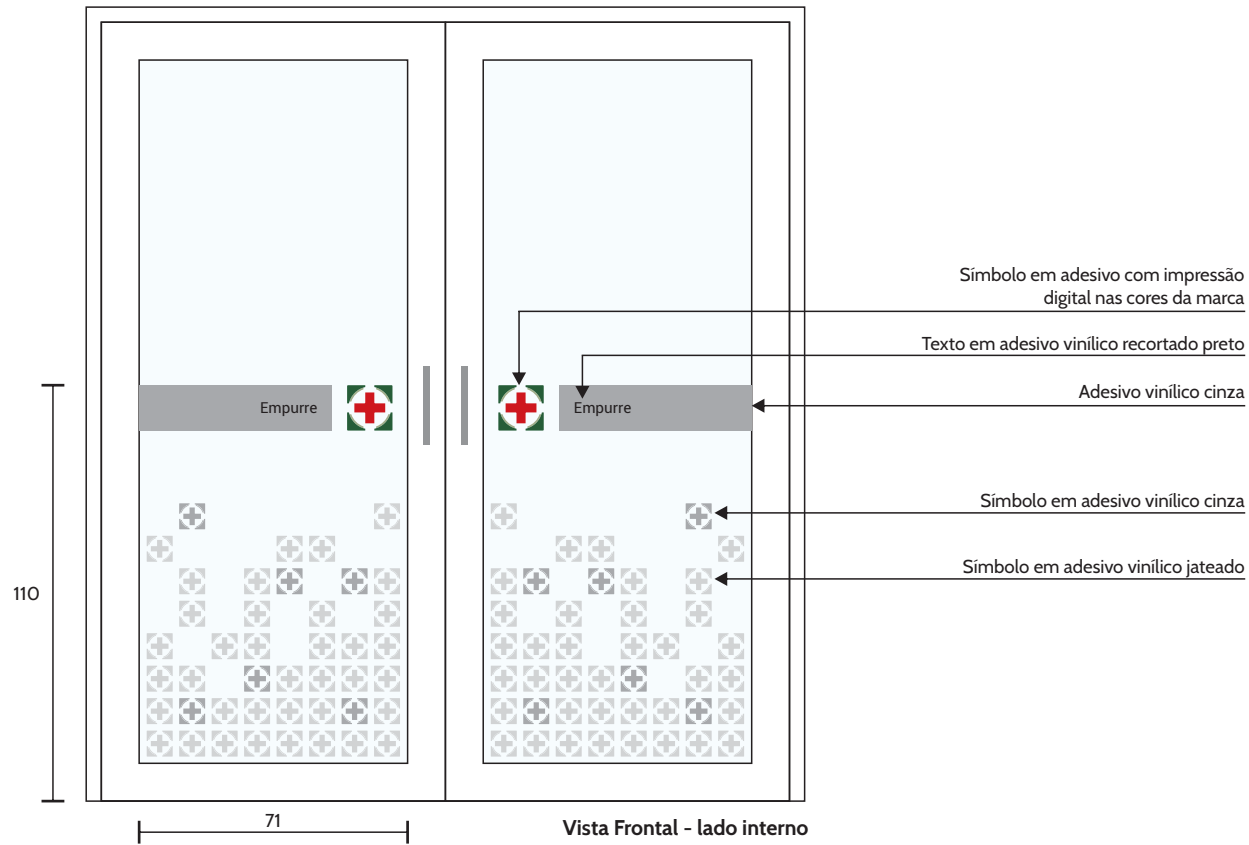 Símbolo em adesivo com impressão
digital nas cores da marca
Texto em adesivo vinílico recortado preto
Adesivo vinilico cinza
Empurre
Empurre
Símbolo em adesivo vinílico cinza
Símbolo em adesivo vinílico jateado
110
71
Vista Frontal - lado interno